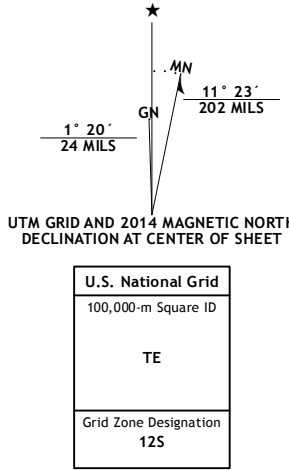 ★
MN
GN
11° 23´
202 MILS
1° 20´
24 MILS
UTM GRID AND 2014 MAGNETIC NORTH
DECLINATION AT CENTER OF SHEET
U.S. National Grid
100,000-m Square ID
TE
Grid Zone Designation
12S